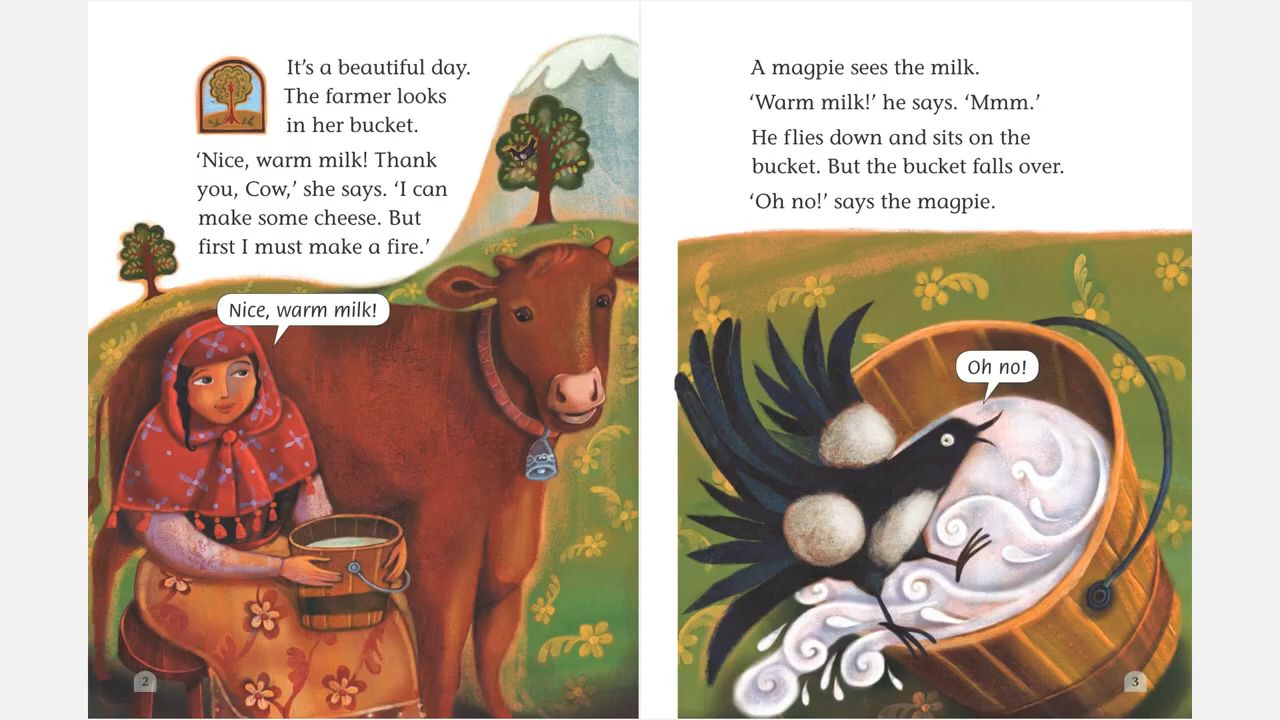 It’s a beautiful day.
The farmer looks
in her bucket.
‘Nice, warm milk! Thank
you, Cow,’ she says. ‘I can
make some cheese. But
first I must make a fire.’
Nice, warm milk!
2
A magpie sees the milk.
‘Warm milk!’ he says. ‘Mmm.’
He flies down and sits on the
bucket. But the bucket falls over.
‘Oh no!’ says the magpie.
Oh no!
3